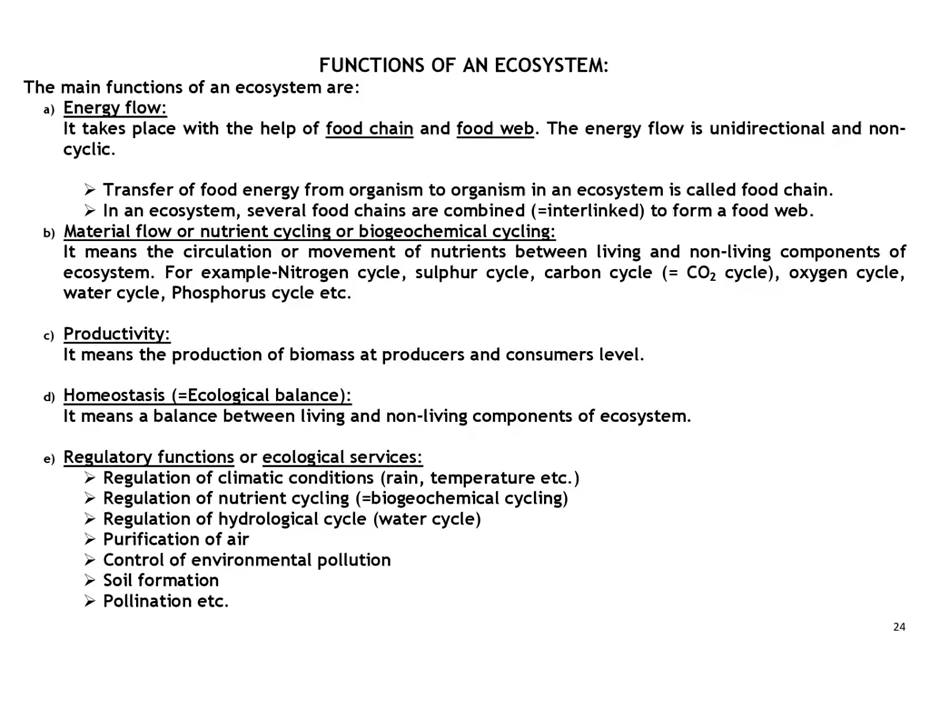 FUNCTIONS OF AN ECOSYSTEM:
The main functions of an ecosystem are:
a) Energy flow:
It takes place with the help of food chain and food web. The energy flow is unidirectional and non-
cyclic.
➢ Transfer of food energy from organism to organism in an ecosystem is called food chain.
➢ In an ecosystem, several food chains are combined (=interlinked) to form a food web.
b) Material flow or nutrient cycling or biogeochemical cycling:
It means the circulation or movement of nutrients between living and non-living components of
ecosystem. For example-Nitrogen cycle, sulphur cycle, carbon cycle (= CO₂ cycle), oxygen cycle,
water cycle, Phosphorus cycle etc.
c) Productivity:
It means the production of biomass at producers and consumers level.
d) Homeostasis (=Ecological balance):
It means a balance between living and non-living components of ecosystem.
e) Regulatory functions or ecological services:
➢ Regulation of climatic conditions (rain, temperature etc.)
➢ Regulation of nutrient cycling (=biogeochemical cycling)
➢ Regulation of hydrological cycle (water cycle)
➢ Purification of air
➢ Control of environmental pollution
➢ Soil formation
➢ Pollination etc.
24